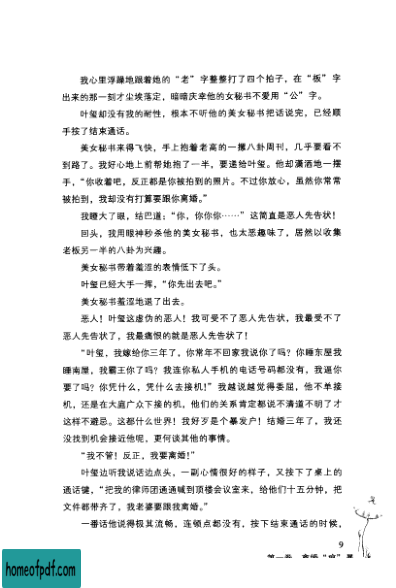 我心里浮躁地跟着她的“老”字整整打了四个拍子，在“板”字
出来的那一刻才尘埃落定，暗暗庆幸他的女秘书不爱用“公”字。
叶玺却没有我的耐性，根本不听他的美女秘书把话说完，已经顺
手按了结束通话。
美女秘书来得飞快，手上抱着老高的一摞八卦周刊，几乎要看不
到路了。我好心地上前帮她抱了一半，要递给叶玺。他却潇洒地一摆
手，“你收着吧，反正都是你被拍到的照片。不过你放心，虽然你常常
被拍到，我却没有打算要跟你离婚。”
我瞪大了眼，结巴道：“你，你你你……”这简直是恶人先告状！
回头，我用眼神秒杀他的美女秘书，也太恶趣味了，居然以收集
老板另一半的八卦为兴趣。
美女秘书带着羞涩的表情低下了头。
叶玺已经大手一挥，“你先出去吧。”
美女秘书羞涩地退了出去。
恶人！叶玺这虚伪的恶人！我可受不了恶人先告状，我最受不了
恶人先告状了，我最痛恨的就是恶人先告状了！
“叶玺，我嫁给你三年了，你常年不回家我说你了吗？你睡东屋我
睡南屋，我霸王你了吗？我连你私人手机的电话号码都没有，我逼你
要了吗？你凭什么，凭什么去接机！”我越说越觉得委屈，他不单接
机，还是在大庭广众下接的机，他们的关系肯定都说不清道不明了才
这样不避忌。这都什么世界！我好歹是个暴发户！结婚三年了，我还
没找到机会接近他呢，更何谈其他的事情。
“我不管！反正，我要离婚！”
叶玺边听我说话边点头，一副心情很好的样子，又按下了桌上的
通话键，“把我的律师团通通喊到顶楼会议室来，给他们十五分钟，把
文件都带齐了，我老婆要跟我离婚。”
一番话他说得极其流畅，连顿点都没有，按下结束通话的时候，
9
homeofpdf.com